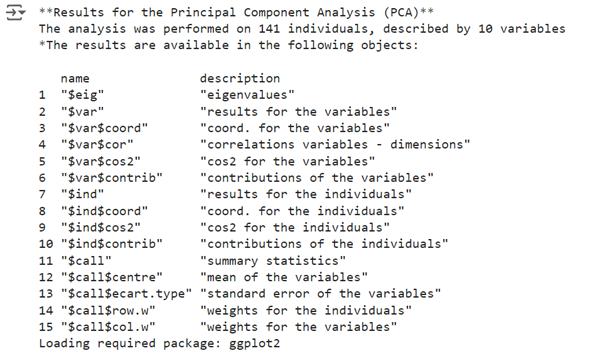 **Results for the Principal Component Analysis (PCA)**
The analysis was performed on 141 individuals, described by 10 variables
*The results are available in the following objects:

   name               description
1  "$eig"             "eigenvalues"
2  "$var"             "results for the variables"
3  "$var$coord"       "coord. for the variables"
4  "$var$cor"         "correlations variables - dimensions"
5  "$var$cos2"        "cos2 for the variables"
6  "$var$contrib"     "contributions of the variables"
7  "$ind"             "results for the individuals"
8  "$ind$coord"       "coord. for the individuals"
9  "$ind$cos2"        "cos2 for the individuals"
10 "$ind$contrib"     "contributions of the individuals"
11 "$call"            "summary statistics"
12 "$call$centre"     "mean of the variables"
13 "$call$ecart.type" "standard error of the variables"
14 "$call$row.w"      "weights for the individuals"
15 "$call$col.w"      "weights for the variables"
Loading required package: ggplot2